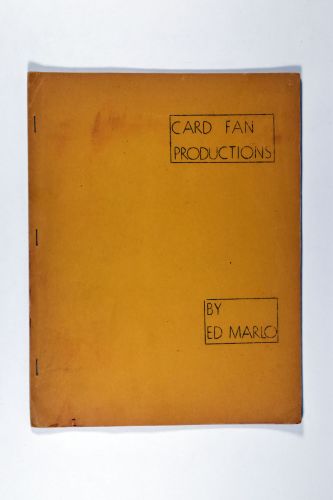 CARD FAN
PRODUCTIONS
BY
ED MARLO